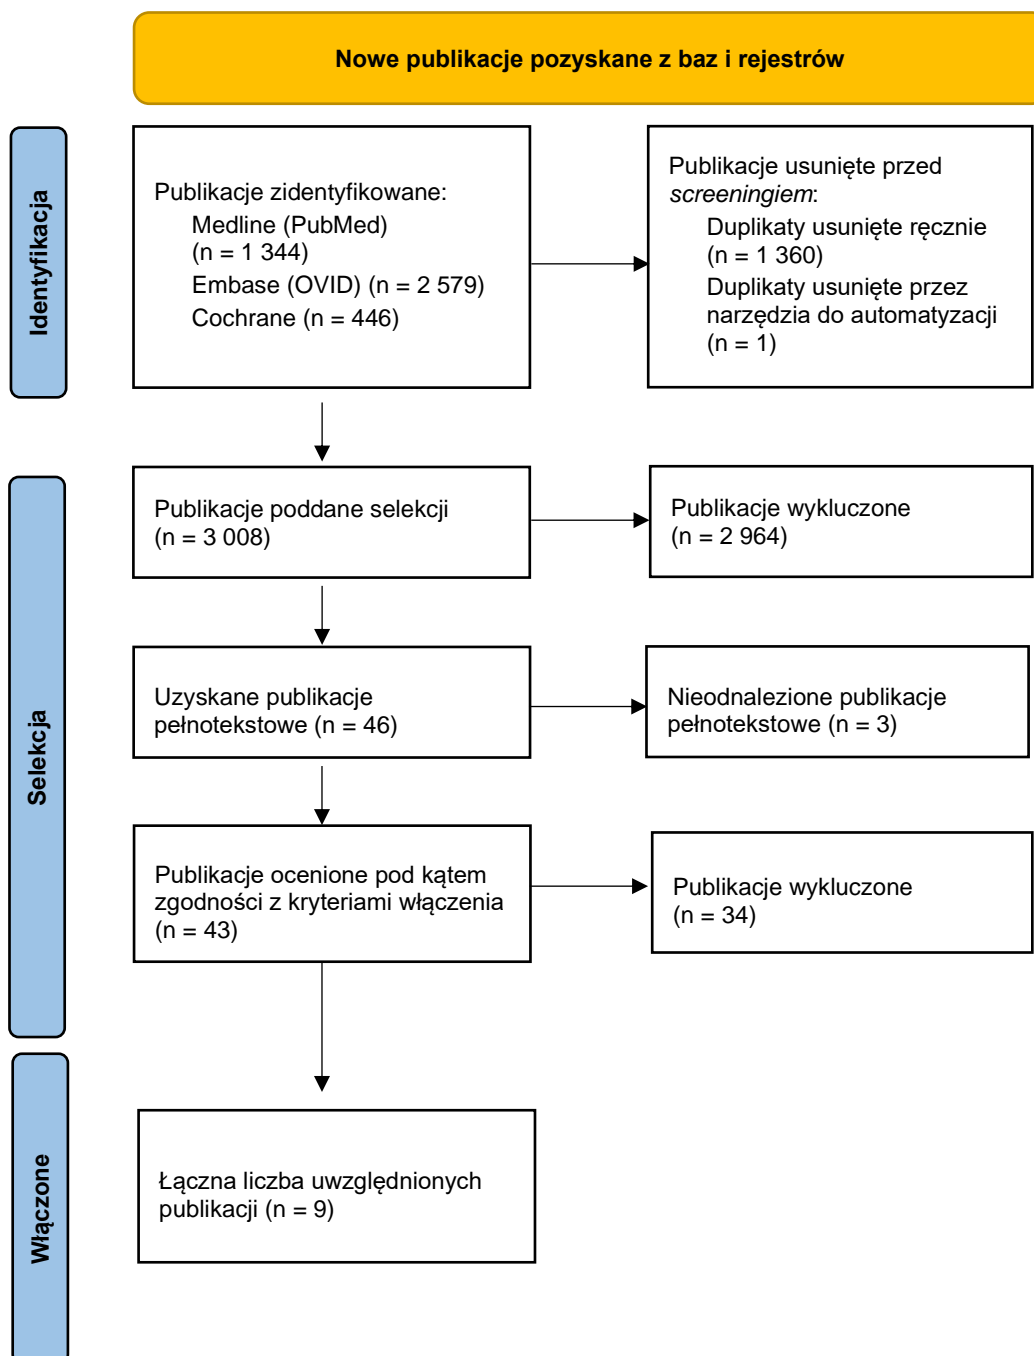 Nowe publikacje pozyskane z baz i rejestrów
Identyfikacja
Publikacje zidentyfikowane:
Medline (PubMed)
(n = 1 344)
Embase (OVID) (n = 2 579)
Cochrane (n = 446)
Publikacje usunięte przed
screeningiem:
Duplikaty usunięte ręcznie
(n = 1 360)
Duplikaty usunięte przez
narzędzia do automatyzacji
(n = 1)
Selekcja
Publikacje poddane selekcji
(n = 3 008)
Publikacje wykluczone
(n = 2 964)
Uzyskane publikacje
pełnotekstowe (n = 46)
Nieodnalezione publikacje
pełnotekstowe (n = 3)
Publikacje ocenione pod kątem
zgodności z kryteriami włączenia
(n = 43)
Publikacje wykluczone
(n = 34)
Włączone
Łączna liczba uwzględnionych
publikacji (n = 9)